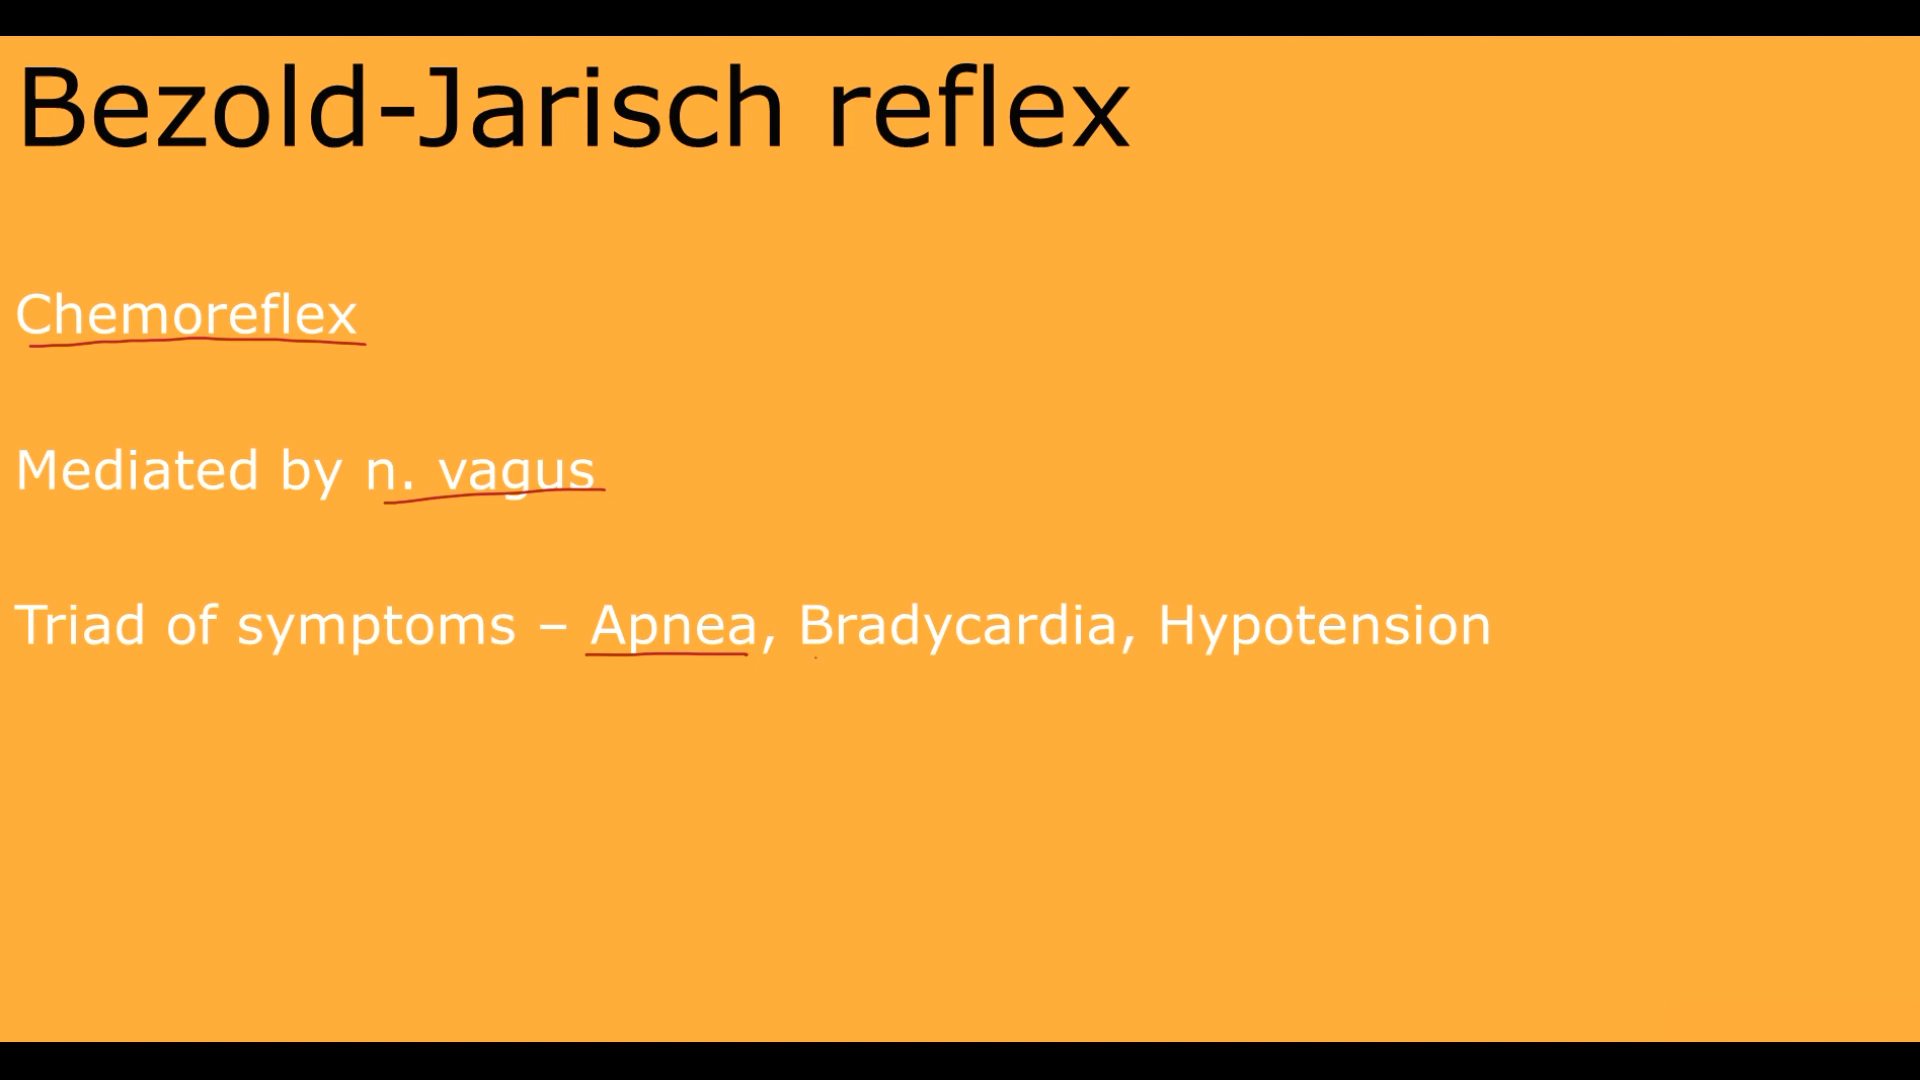 Bezold-Jarisch reflex
Chemoreflex
Mediated by n. vagus
Triad of symptoms – Apnea, Bradycardia, Hypotension